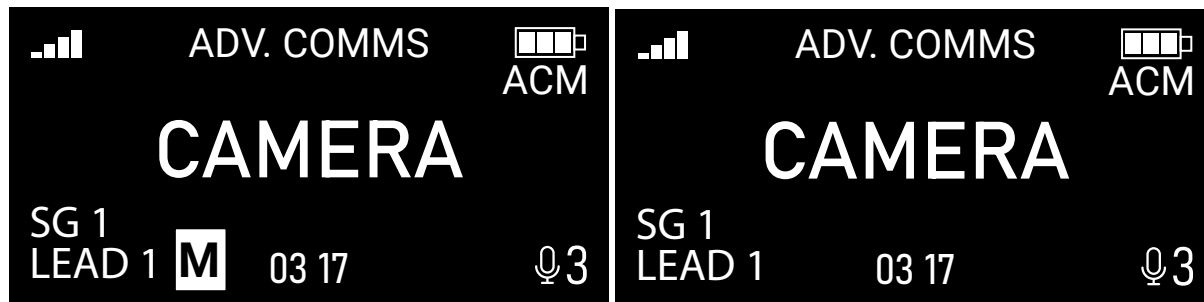 ADV. COMMS
ACM
CAMERA
SG 1
LEAD 1 M 03 17 3
ADV. COMMS
ACM
CAMERA
SG 1
LEAD 1 03 17 3